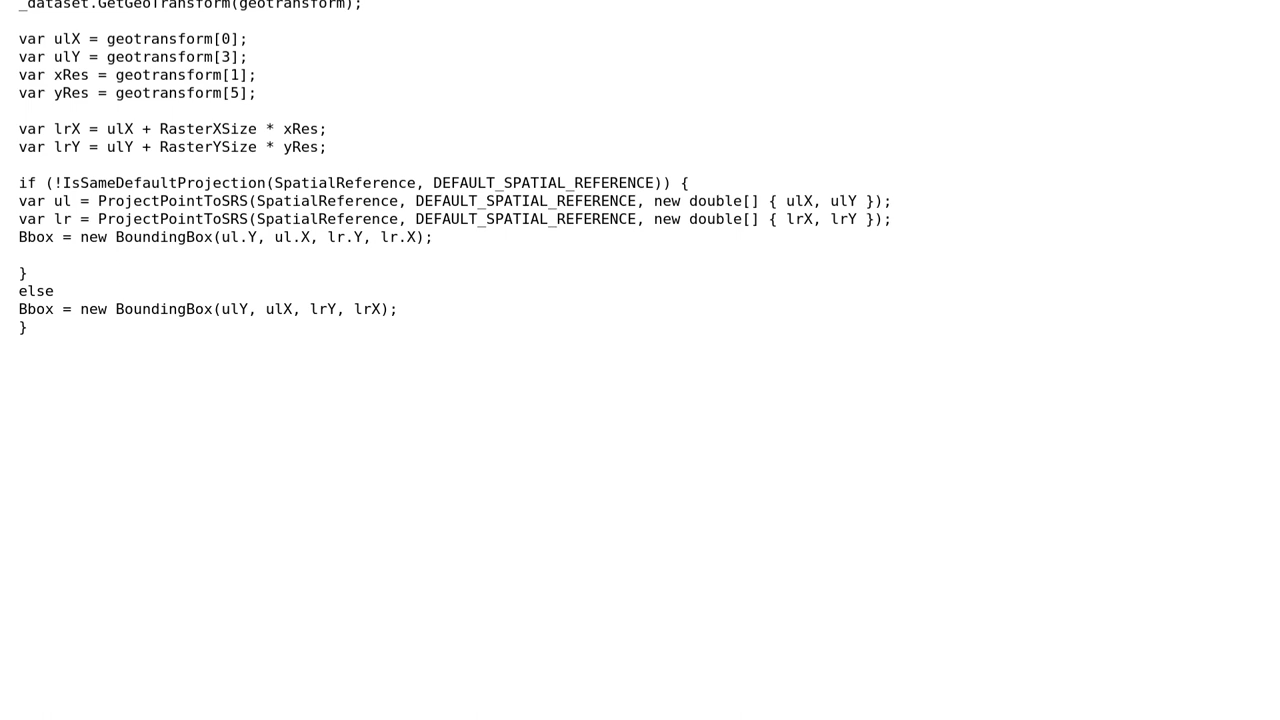 _dataset.GetGeoTransform(geotransform);
var ulX = geotransform[0];
var ulY = geotransform[3];
var xRes = geotransform[1];
var yRes = geotransform[5];
var lrX = ulX + RasterXSize * xRes;
var lrY = ulY + RasterYSize * yRes;
if (!IsSameDefaultProjection(SpatialReference, DEFAULT_SPATIAL_REFERENCE)) {
var ul = ProjectPointToSRS(SpatialReference, DEFAULT_SPATIAL_REFERENCE, new double[] { ulX, ulY });
var lr = ProjectPointToSRS(SpatialReference, DEFAULT_SPATIAL_REFERENCE, new double[] { lrX, lrY });
Bbox = new BoundingBox(ul.Y, ul.X, lr.Y, lr.X);
}
else
Bbox = new BoundingBox(ulY, ulX, lrY, lrX);
}